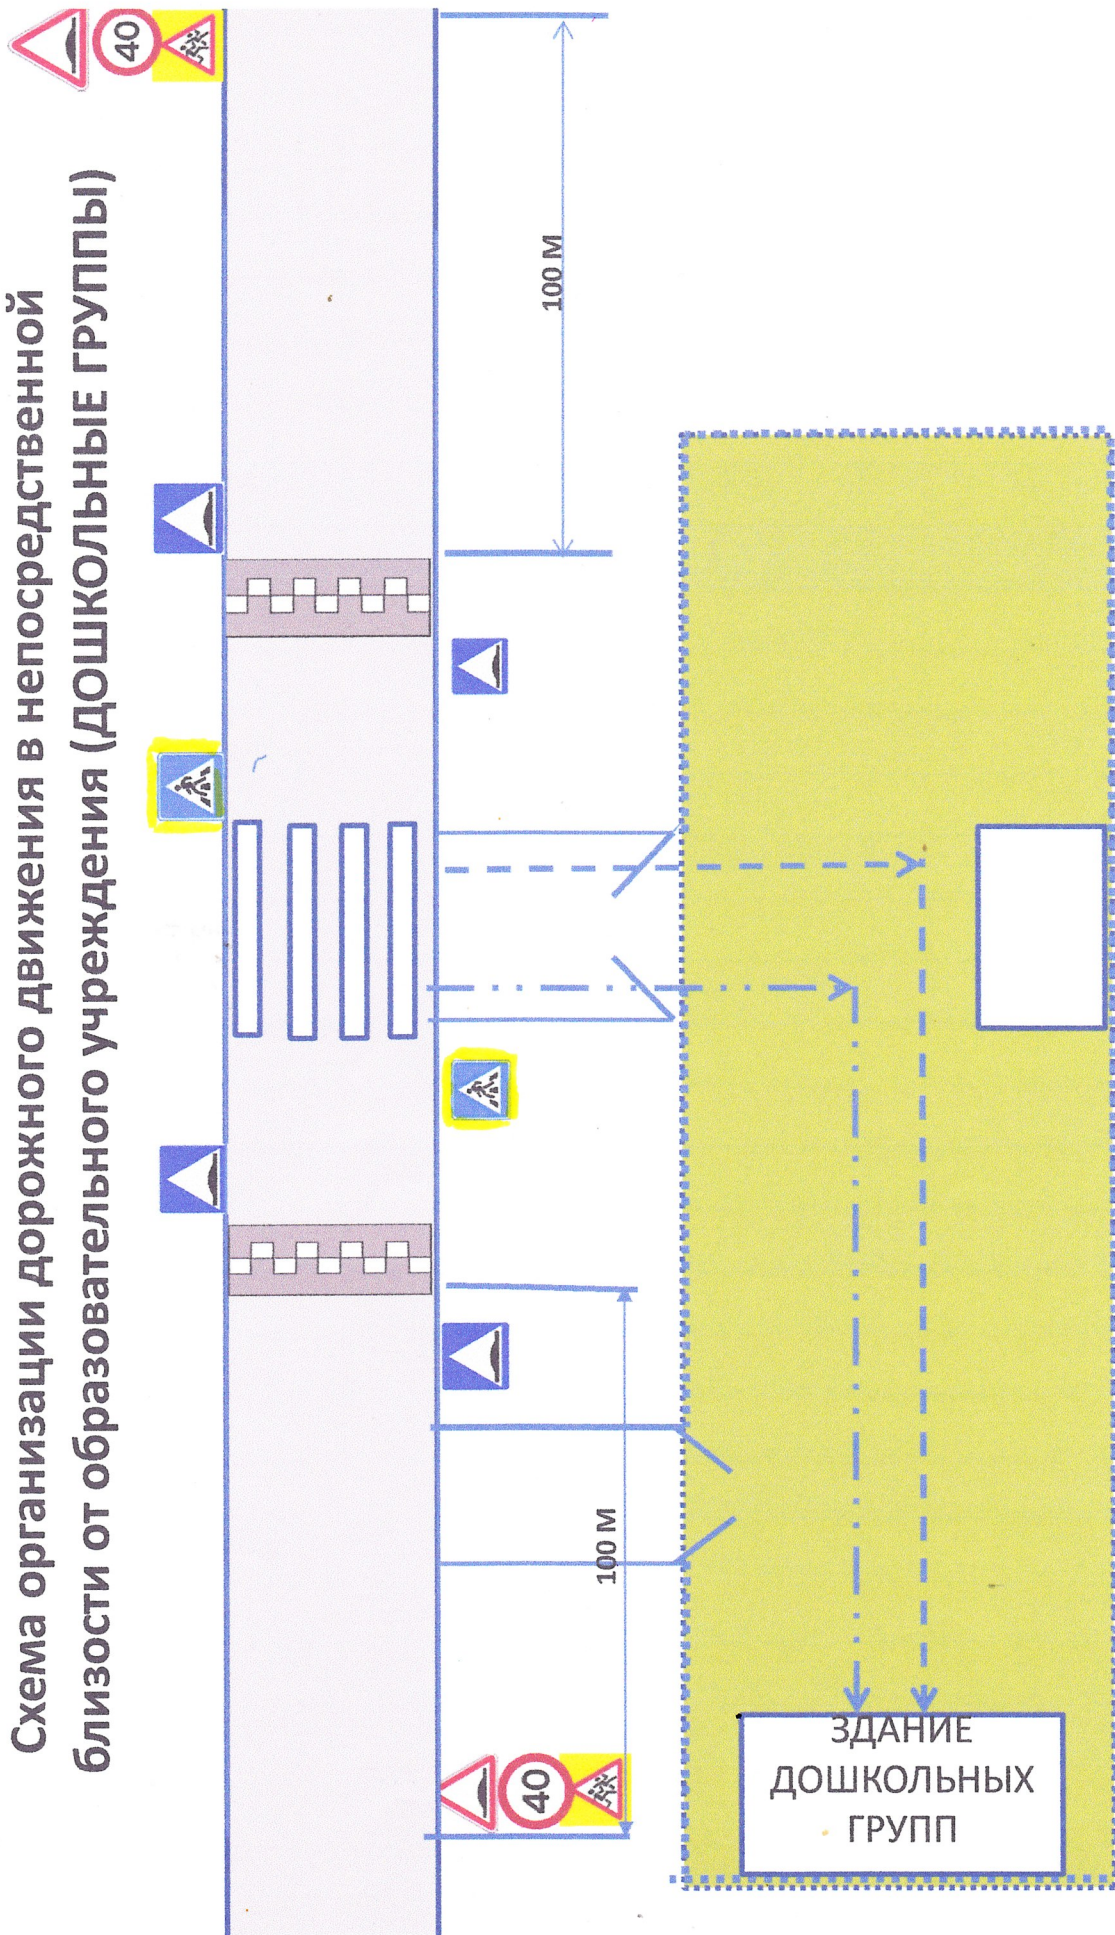 Схема организации дорожного движения в непосредственной
близости от образовательного учреждения (ДОШКОЛЬНЫЕ ГРУППЫ)
40
100 М
100 М
40
ЗДАНИЕ
ДОШКОЛЬНЫХ
ГРУПП